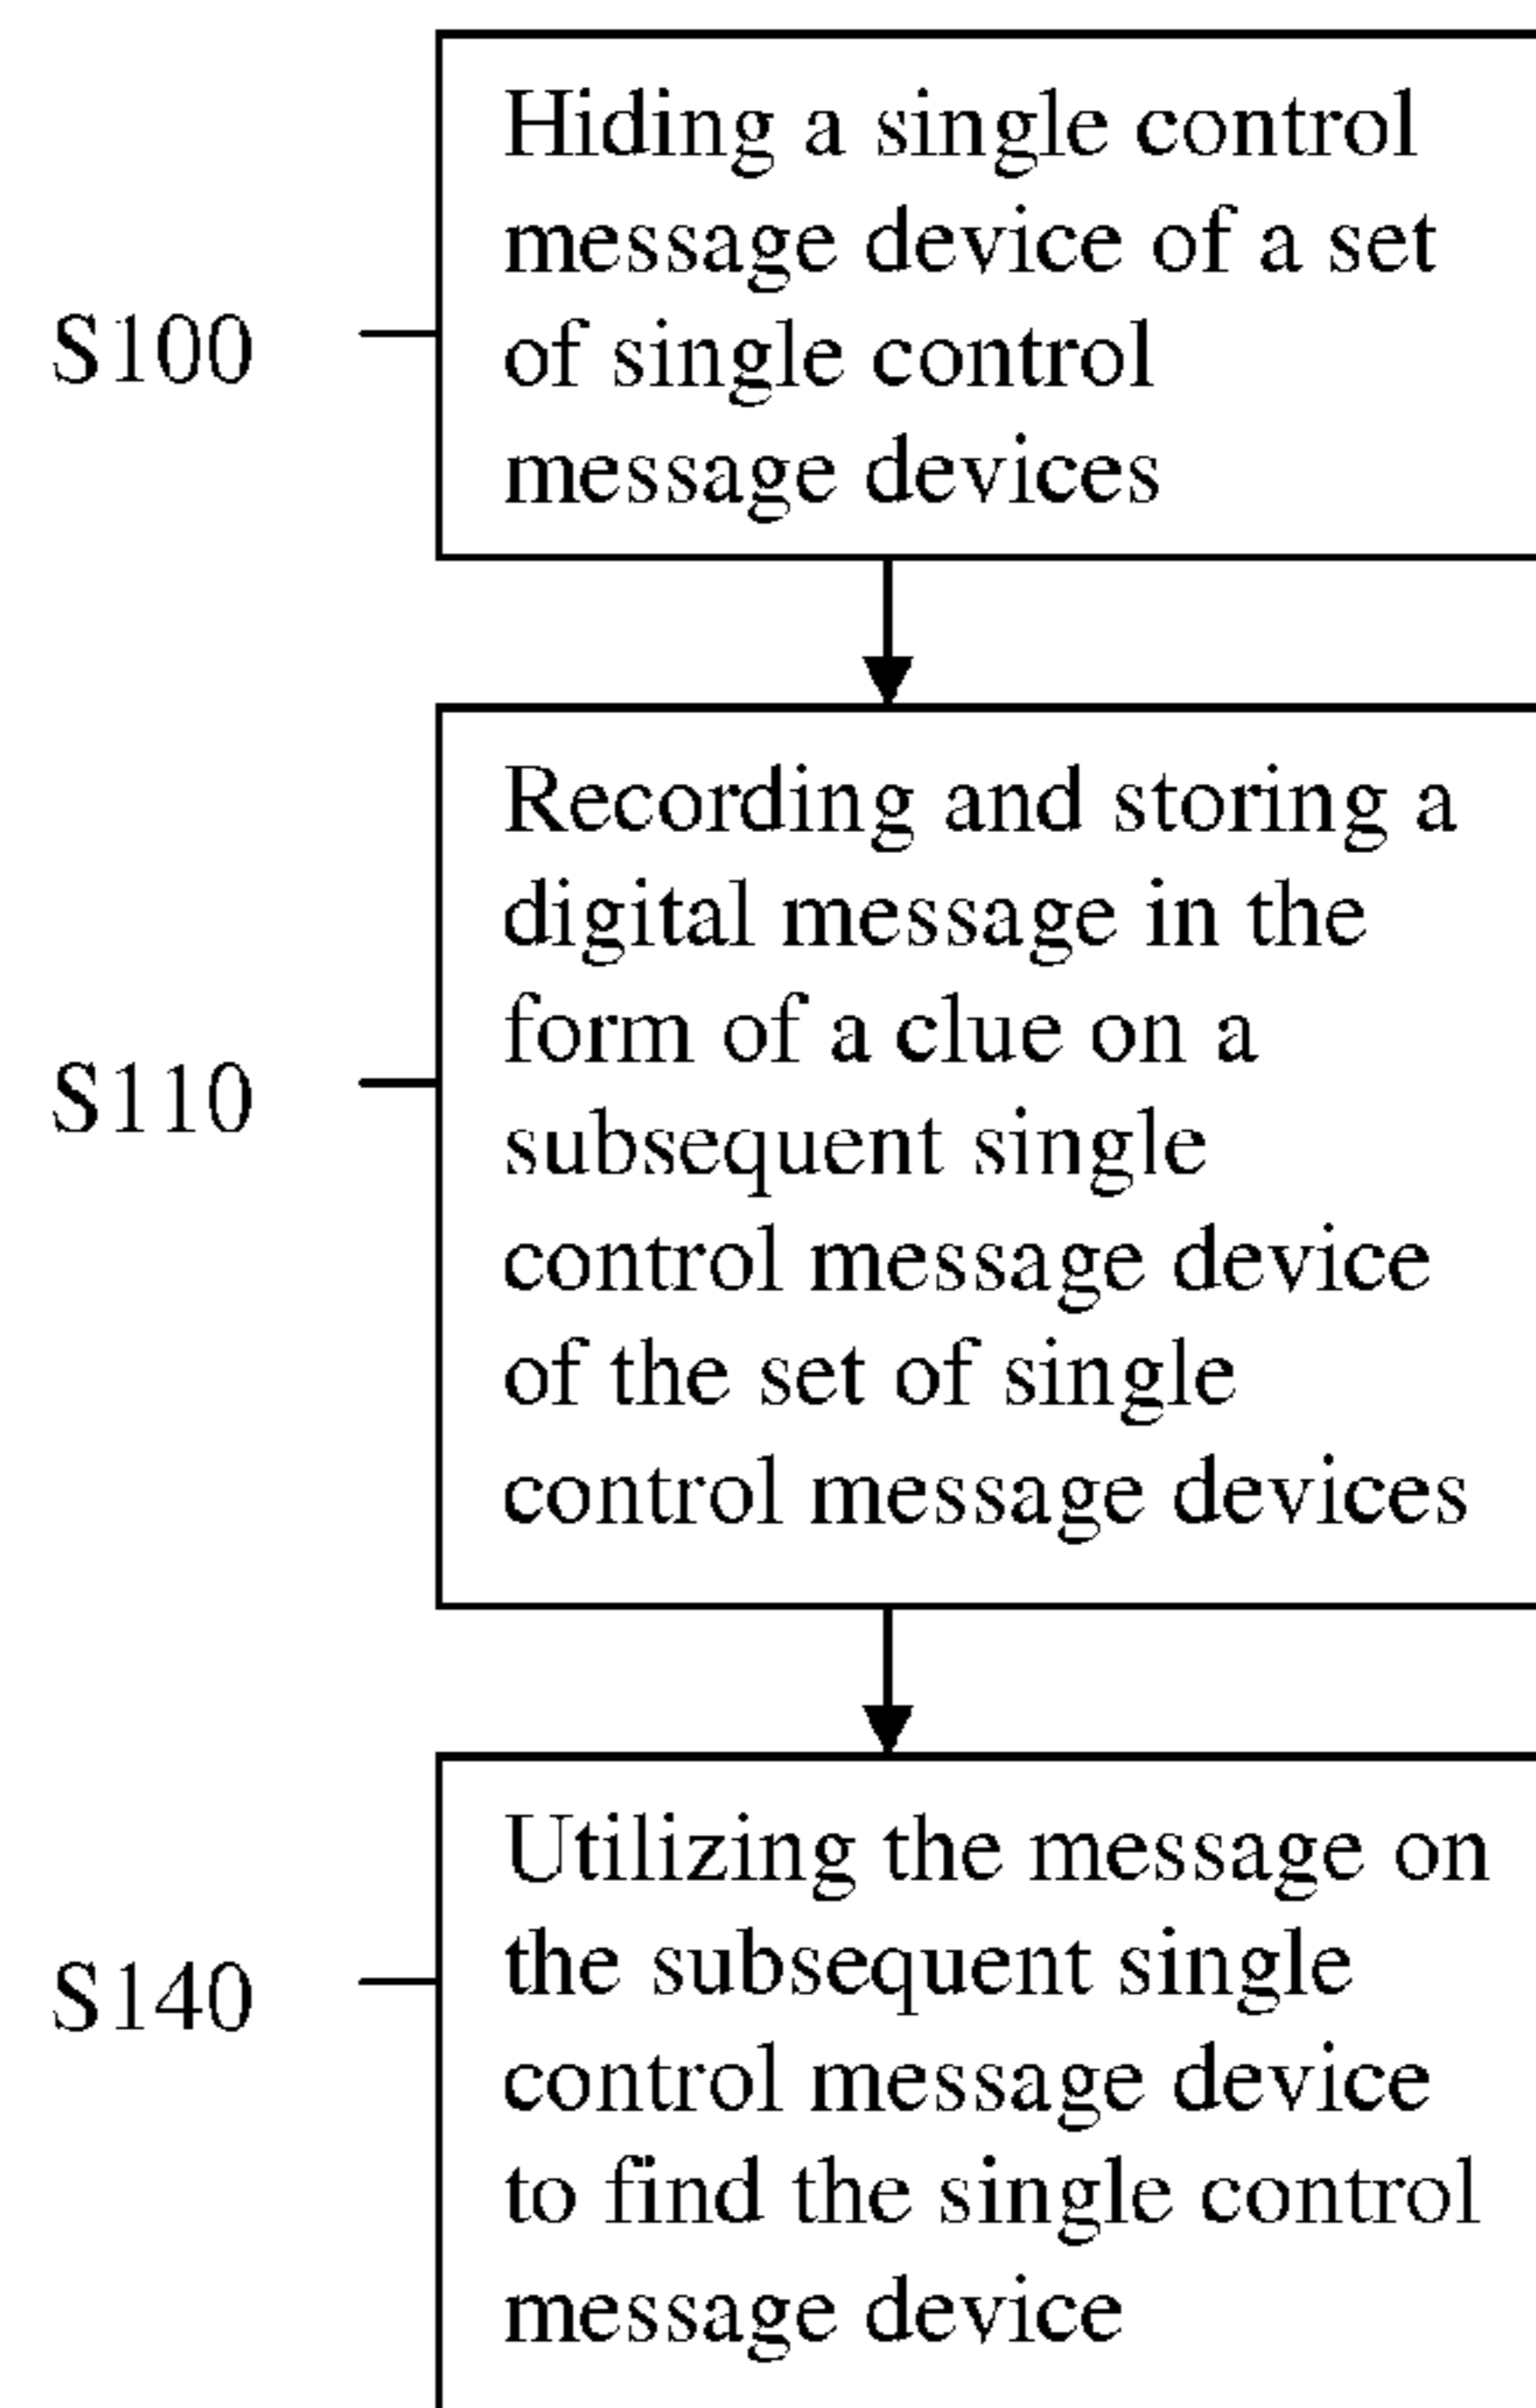 Hiding a single control
message device of a set
of single control
message devices
S100
Recording and storing a
digital message in the
form of a clue on a
subsequent single
control message device
of the set of single
control message devices
S110
Utilizing the message on
the subsequent single
control message device
to find the single control
message device
S140